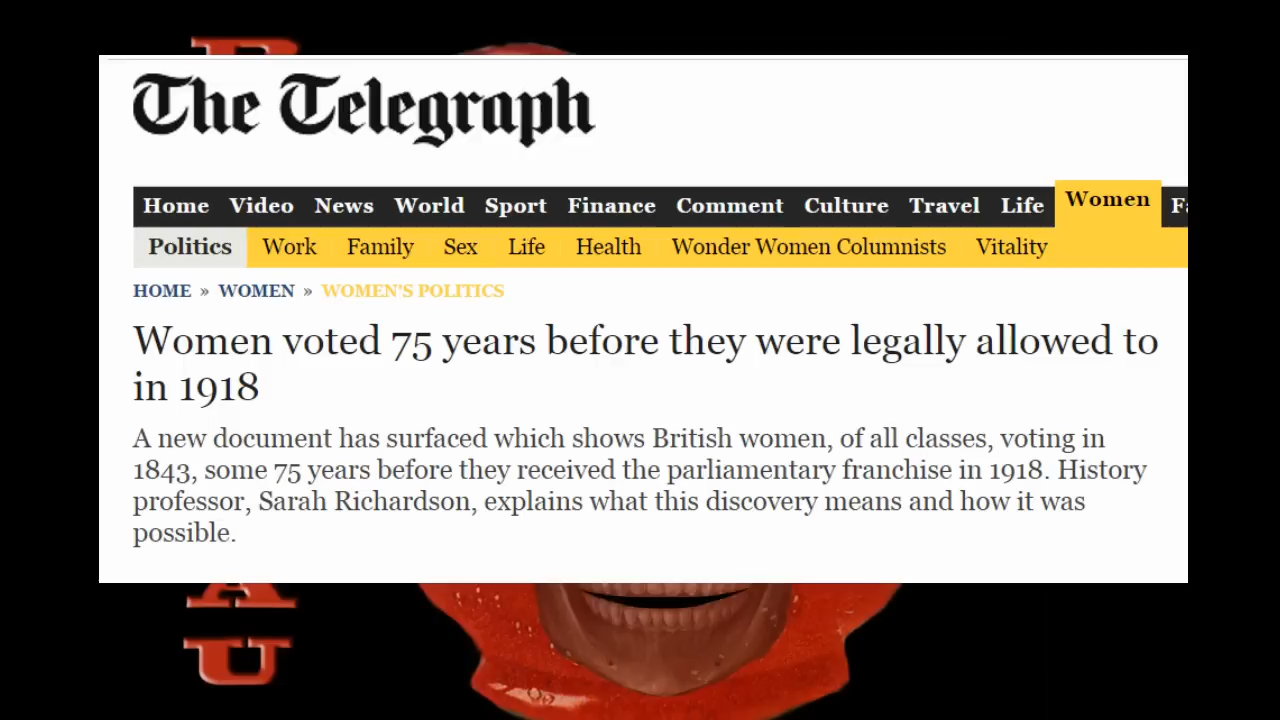 The Telegraph
Home Video News World Sport Finance Comment Culture Travel Life Women
Politics Work Family Sex Life Health Wonder Women Columnists Vitality
HOME » WOMEN » WOMEN'S POLITICS
Women voted 75 years before they were legally allowed to
in 1918
A new document has surfaced which shows British women, of all classes, voting in
1843, some 75 years before they received the parliamentary franchise in 1918. History
professor, Sarah Richardson, explains what this discovery means and how it was
possible.